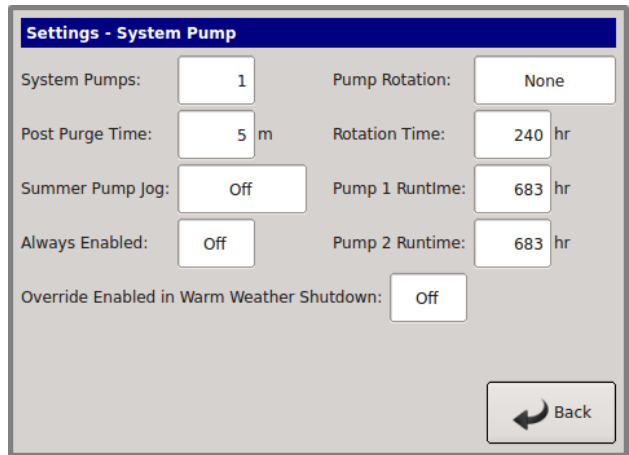 Settings - System Pump
System Pumps: 1 Pump Rotation: None
Post Purge Time: 5 m Rotation Time: 240 hr
Summer Pump Jog: Off Pump 1 RuntIme: 683 hr
Always Enabled: Off Pump 2 Runtime: 683 hr
Override Enabled in Warm Weather Shutdown: Off
Back